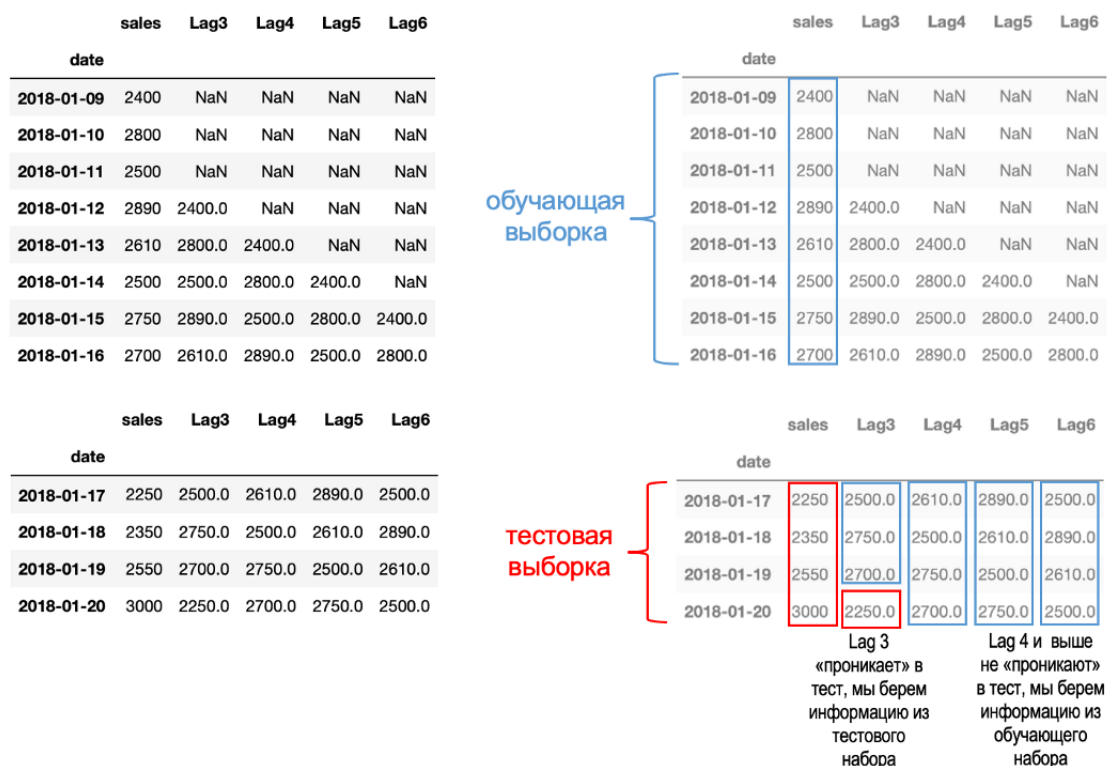 sales Lag3 Lag4 Lag5 Lag6
date
2018-01-09 2400 NaN NaN NaN NaN
2018-01-10 2800 NaN NaN NaN NaN
2018-01-11 2500 NaN NaN NaN NaN
2018-01-12 2890 2400.0 NaN NaN NaN
2018-01-13 2610 2800.0 2400.0 NaN NaN
2018-01-14 2500 2500.0 2800.0 2400.0 NaN
2018-01-15 2750 2890.0 2500.0 2800.0 2400.0
2018-01-16 2700 2610.0 2890.0 2500.0 2800.0
sales Lag3 Lag4 Lag5 Lag6
date
2018-01-17 2250 2500.0 2610.0 2890.0 2500.0
2018-01-18 2350 2750.0 2500.0 2610.0 2890.0
2018-01-19 2550 2700.0 2750.0 2500.0 2610.0
2018-01-20 3000 2250.0 2700.0 2750.0 2500.0
обучающая
выборка
sales Lag3 Lag4 Lag5 Lag6
date
2018-01-09 2400 NaN NaN NaN NaN
2018-01-10 2800 NaN NaN NaN NaN
2018-01-11 2500 NaN NaN NaN NaN
2018-01-12 2890 2400.0 NaN NaN NaN
2018-01-13 2610 2800.0 2400.0 NaN NaN
2018-01-14 2500 2500.0 2800.0 2400.0 NaN
2018-01-15 2750 2890.0 2500.0 2800.0 2400.0
2018-01-16 2700 2610.0 2890.0 2500.0 2800.0
тестовая
выборка
sales Lag3 Lag4 Lag5 Lag6
date
2018-01-17 2250 2500.0 2610.0 2890.0 2500.0
2018-01-18 2350 2750.0 2500.0 2610.0 2890.0
2018-01-19 2550 2700.0 2750.0 2500.0 2610.0
2018-01-20 3000 2250.0 2700.0 2750.0 2500.0
Lag 3
«проникает» в
тест, мы берем
информацию из
тестового
набора
Lag 4 и выше
не «проникают»
в тест, мы берем
информацию из
обучающего
набора